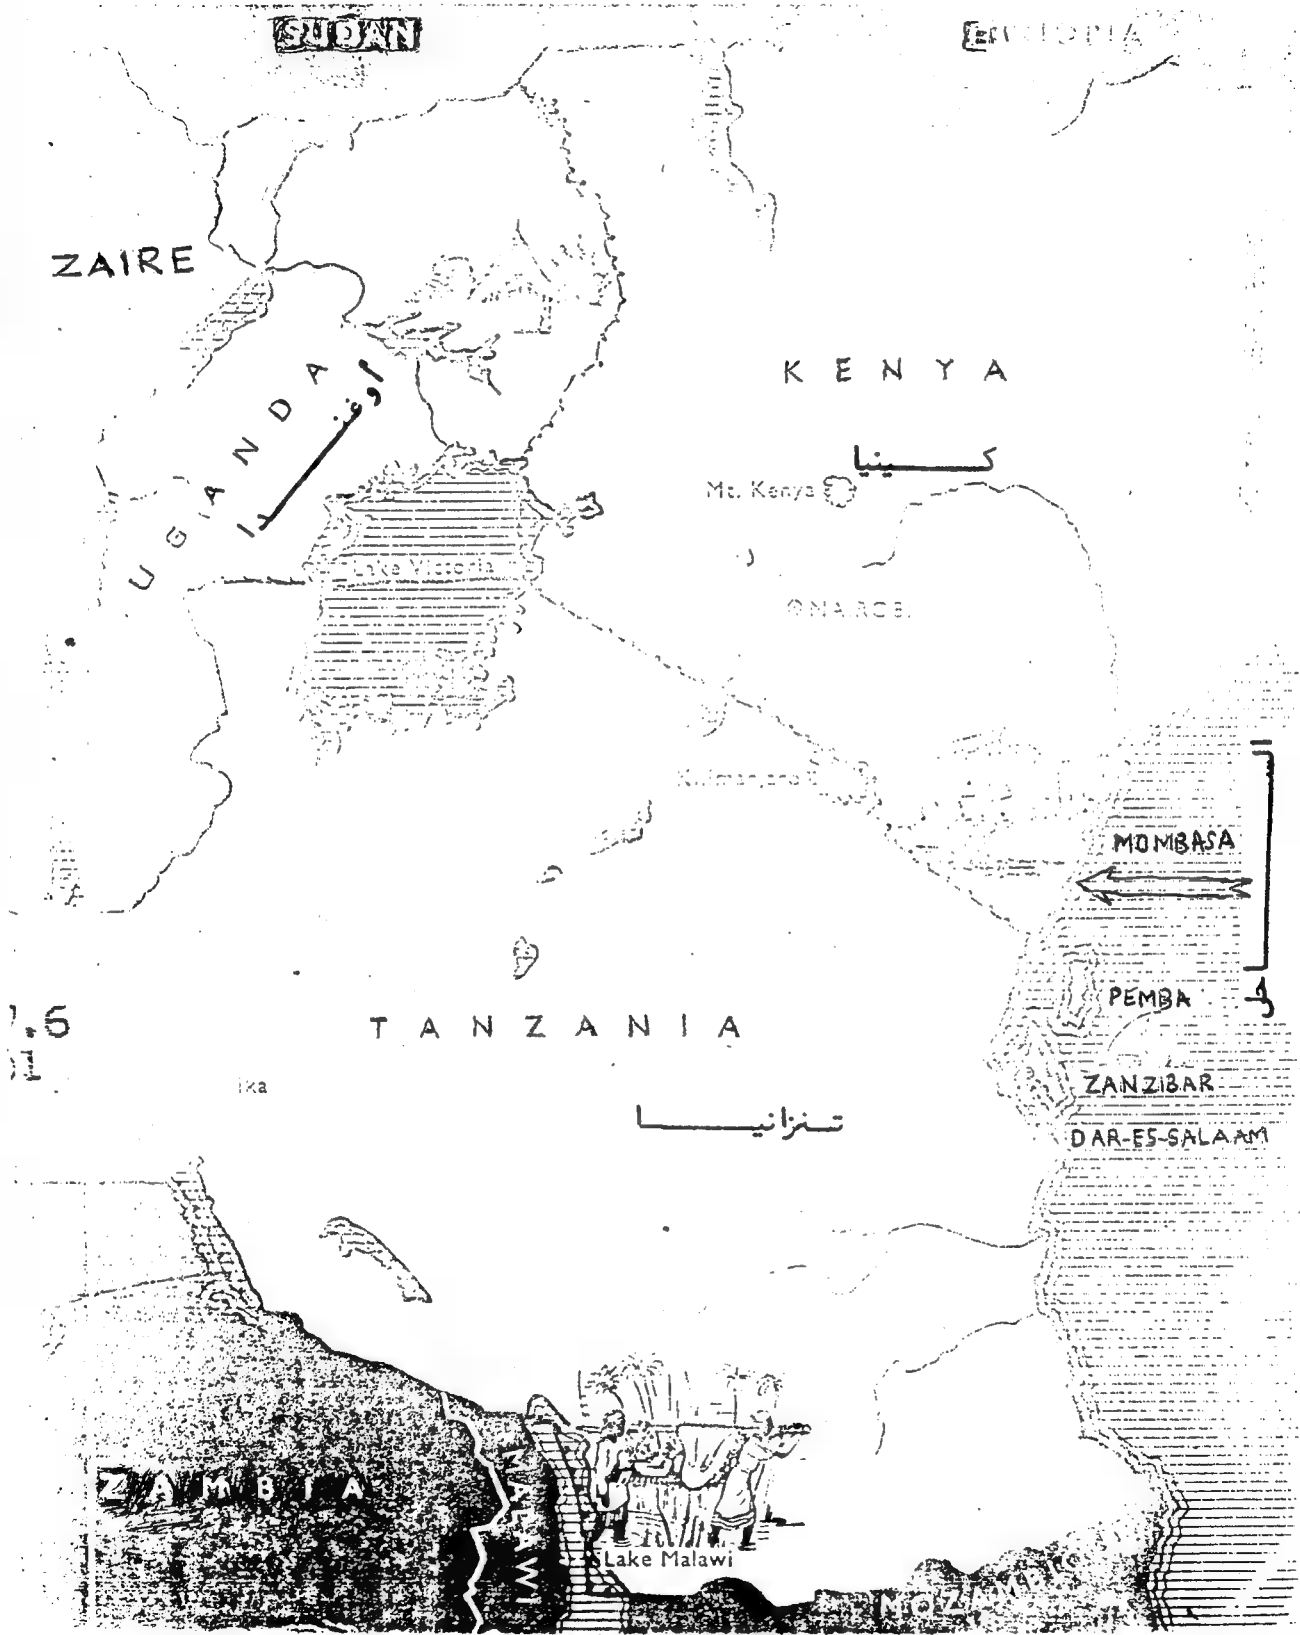 SUDAN
ZAIRE
KENYA
كينيا
UGANDA
اوغندا
Mt. Kenya
Lake Victoria
MOMBASA
PEMBA
TANZANIA
ZANZIBAR
تنزانيا
DAR-ES-SALAAM
ZAMBIA
MALAWI
Lake Malawi